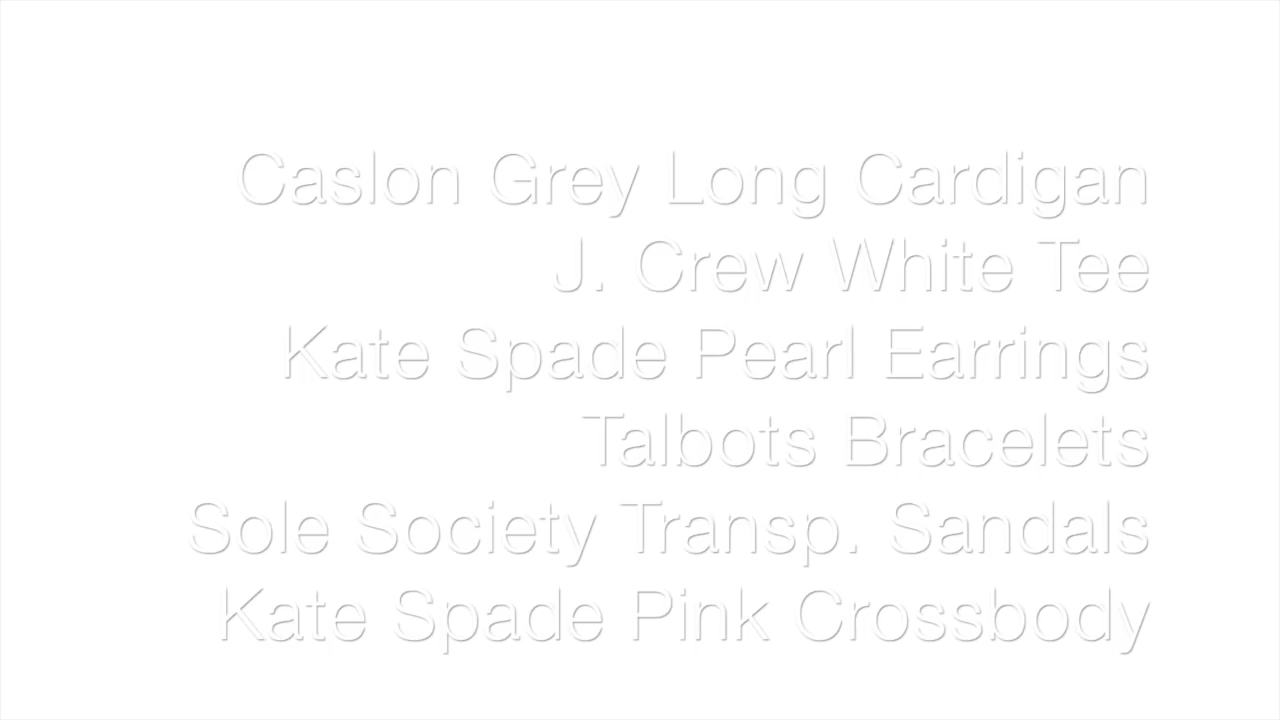 Caslon Grey Long Cardigan
J. Crew White Tee
Kate Spade Pearl Earrings
Talbots Bracelets
Sole Society Transp. Sandals
Kate Spade Pink Crossbody